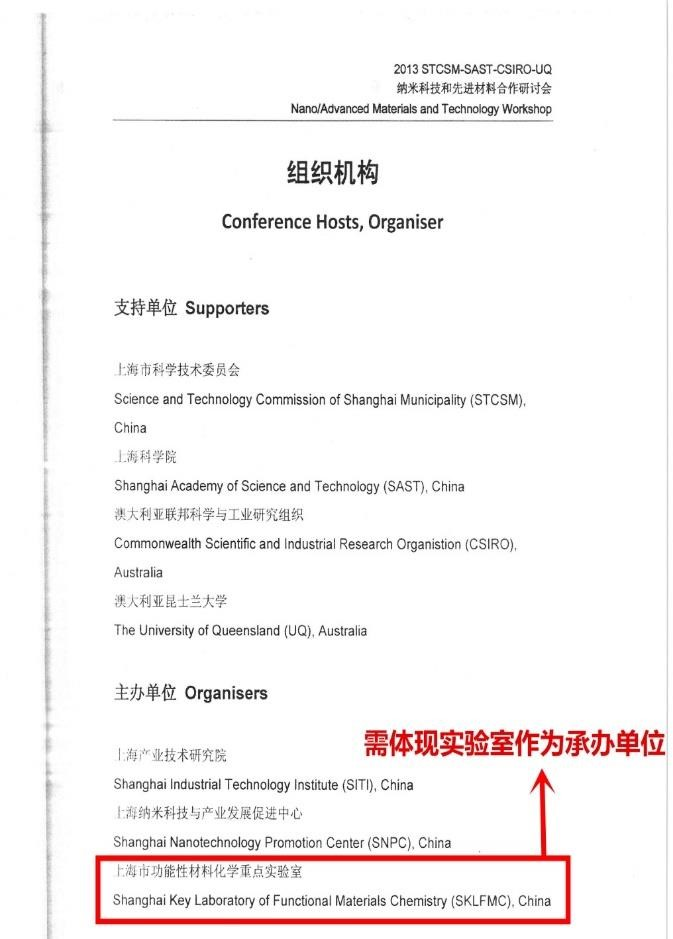 2013 STCSM-SAST-CSIRO-UQ
纳米科技和先进材料合作研讨会
Nano/Advanced Materials and Technology Workshop
组织机构
Conference Hosts, Organiser
支持单位 Supporters
上海市科学技术委员会
Science and Technology Commission of Shanghai Municipality (STCSM),
China
上海科学院
Shanghai Academy of Science and Technology (SAST), China
澳大利亚联邦科学与工业研究组织
Commonwealth Scientific and Industrial Research Organistion (CSIRO),
Australia
澳大利亚昆士兰大学
The University of Queensland (UQ), Australia
主办单位 Organisers
需体现实验室作为承办单位
上海产业技术研究院
Shanghai Industrial Technology Institute (SITI), China
上海纳米科技与产业发展促进中心
Shanghai Nanotechnology Promotion Center (SNPC), China
上海市功能性材料化学重点实验室
Shanghai Key Laboratory of Functional Materials Chemistry (SKLFMC), China